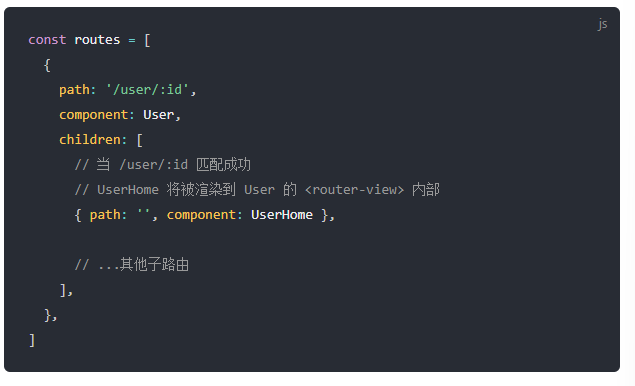 js
const routes = [
  {
    path: '/user/:id',
    component: User,
    children: [
      // 当 /user/:id 匹配成功
      // UserHome 将被渲染到 User 的 <router-view> 内部
      { path: '', component: UserHome },
      // ...其他子路由
    ],
  },
]